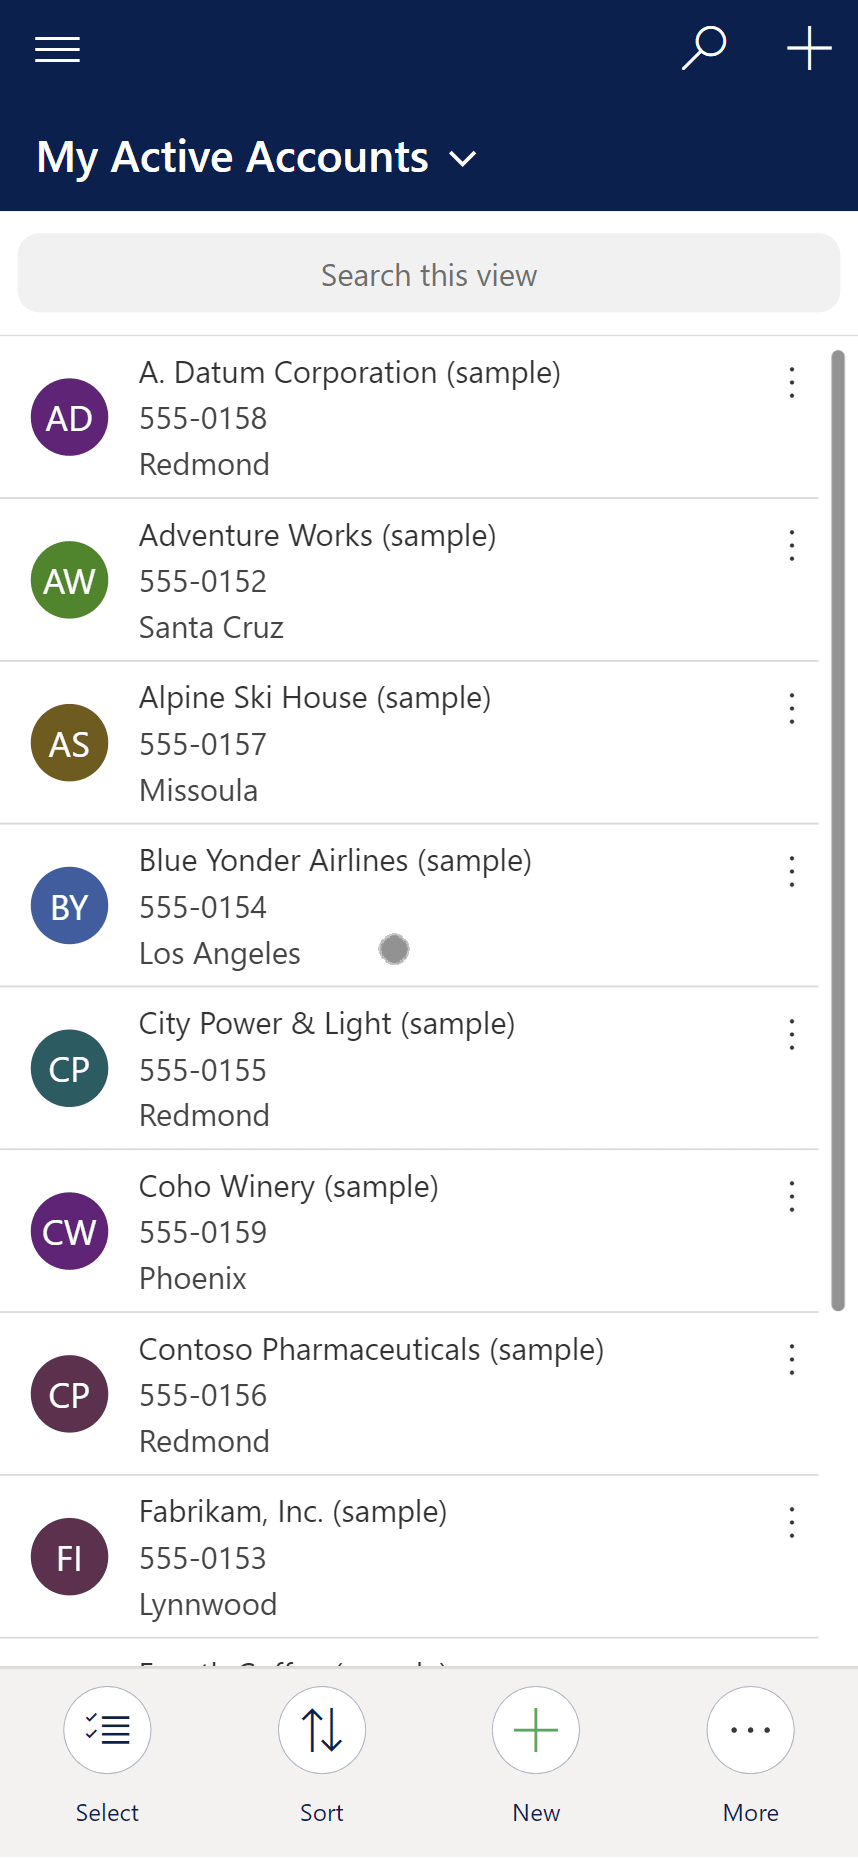 My Active Accounts
Search this view
AD
A. Datum Corporation (sample)
555-0158
Redmond
AW
Adventure Works (sample)
555-0152
Santa Cruz
AS
Alpine Ski House (sample)
555-0157
Missoula
BY
Blue Yonder Airlines (sample)
555-0154
Los Angeles
CP
City Power & Light (sample)
555-0155
Redmond
CW
Coho Winery (sample)
555-0159
Phoenix
CP
Contoso Pharmaceuticals (sample)
555-0156
Redmond
FI
Fabrikam, Inc. (sample)
555-0153
Lynnwood
Select
Sort
New
More